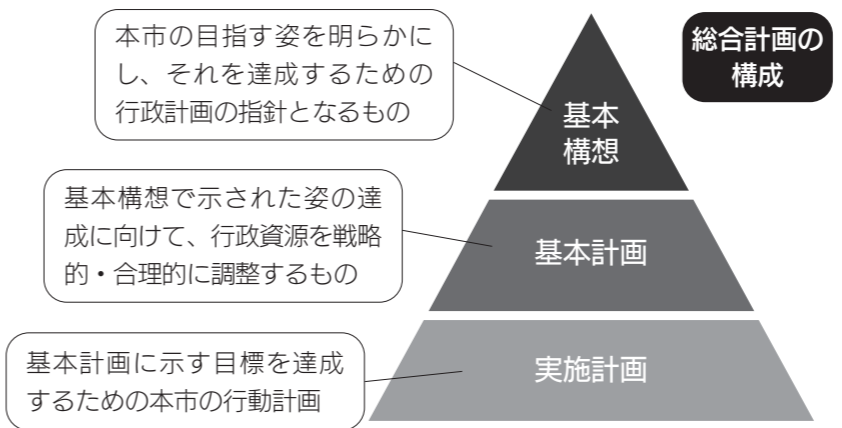 総合計画の
構成
本市の目指す姿を明らかに
し、それを達成するための
行政計画の指針となるもの
基本
構想
基本構想で示された姿の達
成に向けて、行政資源を戦略
的・合理的に調整するもの
基本計画
基本計画に示す目標を達成
するための本市の行動計画
実施計画